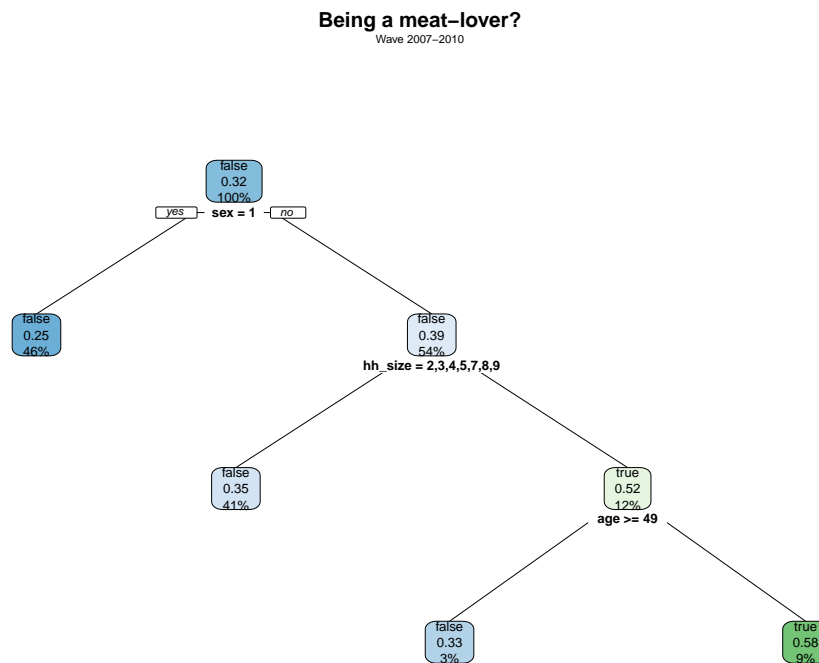 Being a meat–lover?
Wave 2007–2010
false
0.32
100%
yes sex = 1 no
false
0.25
46%
false
0.39
54%
hh_size = 2,3,4,5,7,8,9
false
0.35
41%
true
0.52
12%
age >= 49
false
0.33
3%
true
0.58
9%